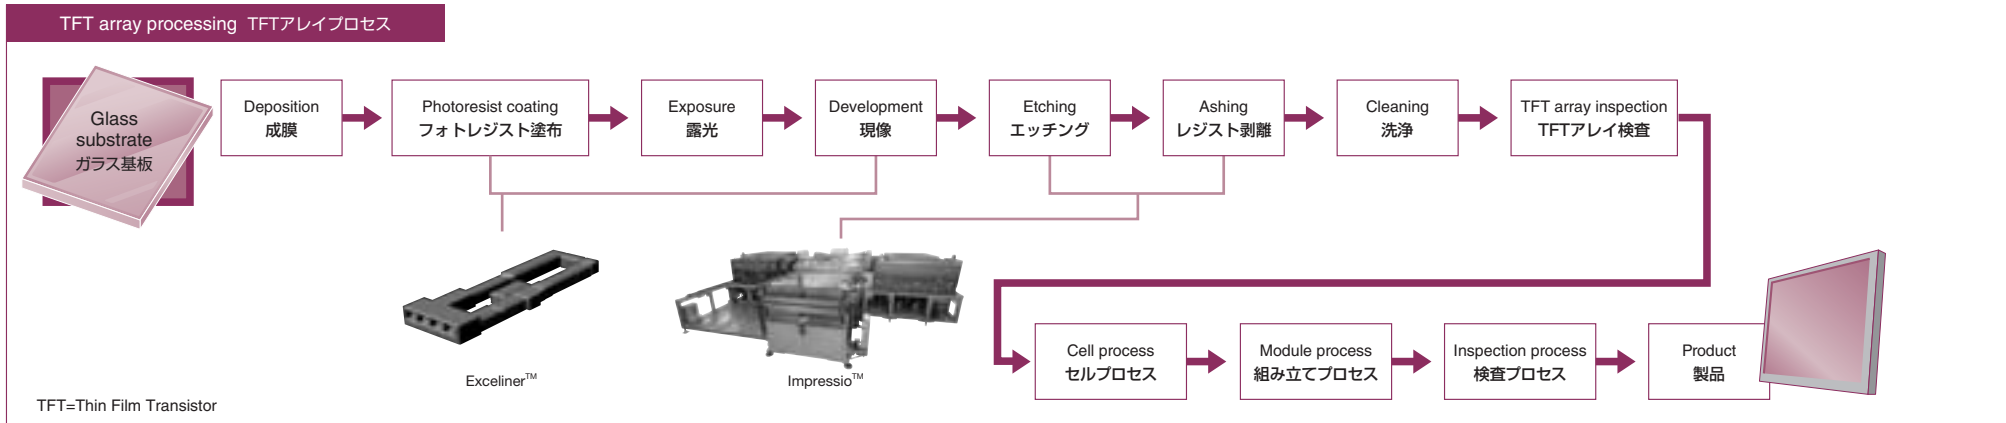 TFT array processing TFTアレイプロセス
Glass
substrate
ガラス基板
Deposition
成膜
Photoresist coating
フォトレジスト塗布
Exposure
露光
Development
現像
Etching
エッチング
Ashing
レジスト剥離
Cleaning
洗浄
TFT array inspection
TFTアレイ検査
Exceliner™
Impressio™
Cell process
セルプロセス
Module process
組み立てプロセス
Inspection process
検査プロセス
Product
製品
TFT=Thin Film Transistor